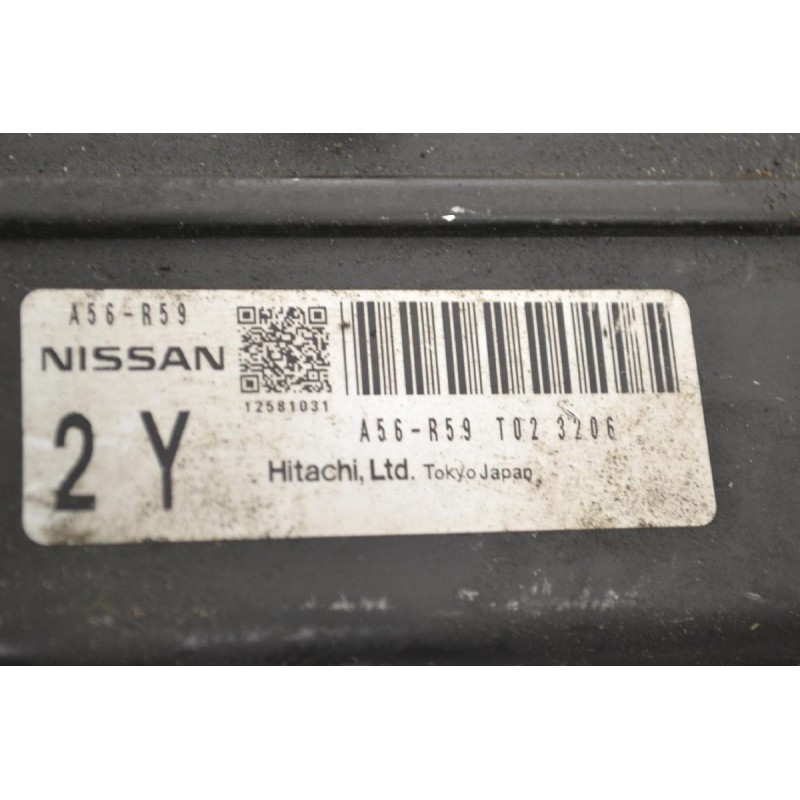 A56-R59
NISSAN
2 Y
12581031
A56-R59 T02 3206
Hitachi, Ltd. Tokyo Japan